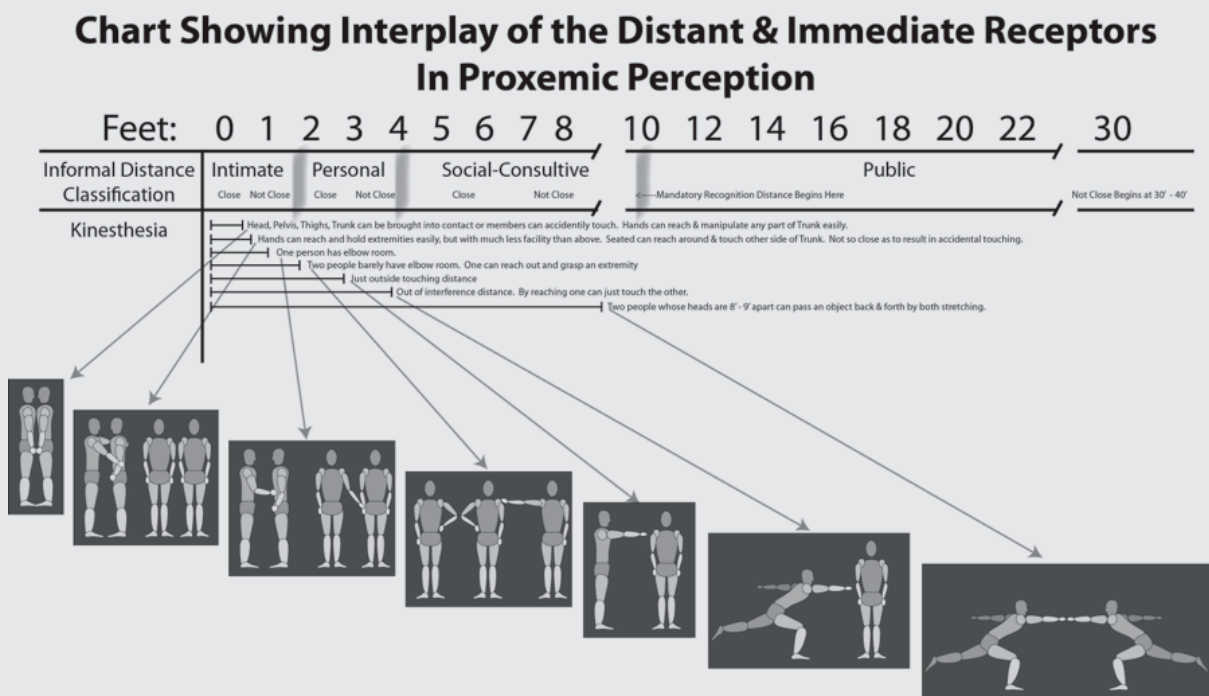 Chart Showing Interplay of the Distant & Immediate Receptors
In Proxemic Perception
Feet: 0 1 2 3 4 5 6 7 8 10 12 14 16 18 20 22 30
Informal Distance Classification
Intimate Personal Social-Consultive Public
Close Not Close Close Not Close Close Not Close <—Mandatory Recognition Distance Begins Here Not Close Begins at 30' - 40'
Kinesthesia
Head, Pelvis, Thighs, Trunk can be brought into contact or members can accidently touch. Hands can reach & manipulate any part of Trunk easily.
Hands can reach and hold extremities easily, but with much less facility than above. Seated can reach around & touch other side of Trunk. Not so close as to result in accidental touching.
One person has elbow room.
Two people barely have elbow room. One can reach out and grasp an extremity
Just outside touching distance
Out of interference distance. By reaching one can just touch the other.
Two people whose heads are 8' - 9' apart can pass an object back & forth by both stretching.